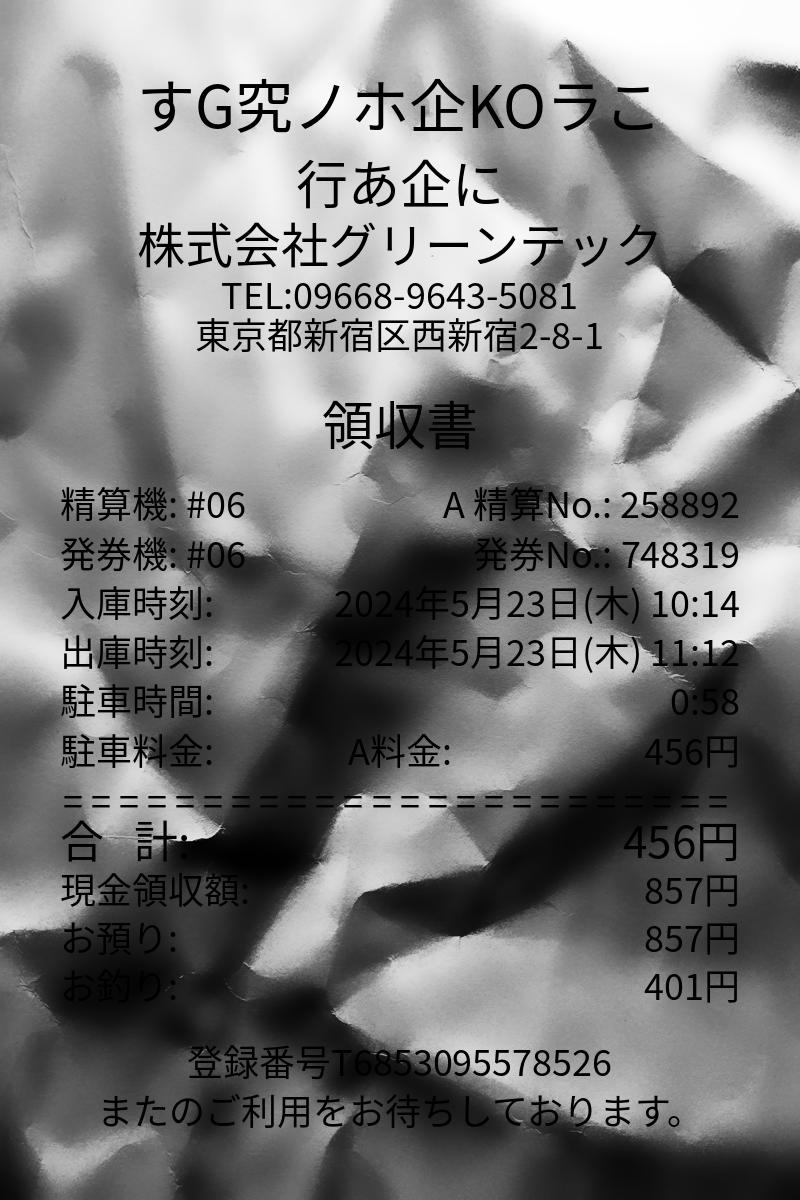 すG究ノホ企KOラこ
行あ企に
株式会社グリーンテック
TEL:09668-9643-5081
東京都新宿区西新宿2-8-1
領収書
精算機: #06 A 精算No.: 258892
発券機: #06 発券No.: 748319
入庫時刻: 2024年5月23日(木) 10:14
出庫時刻: 2024年5月23日(木) 11:12
駐車時間: 0:58
駐車料金: A料金: 456円
========================
合 計: 456円
現金領収額: 857円
お預り: 857円
お釣り: 401円
登録番号T6853095578526
またのご利用をお待ちしております。